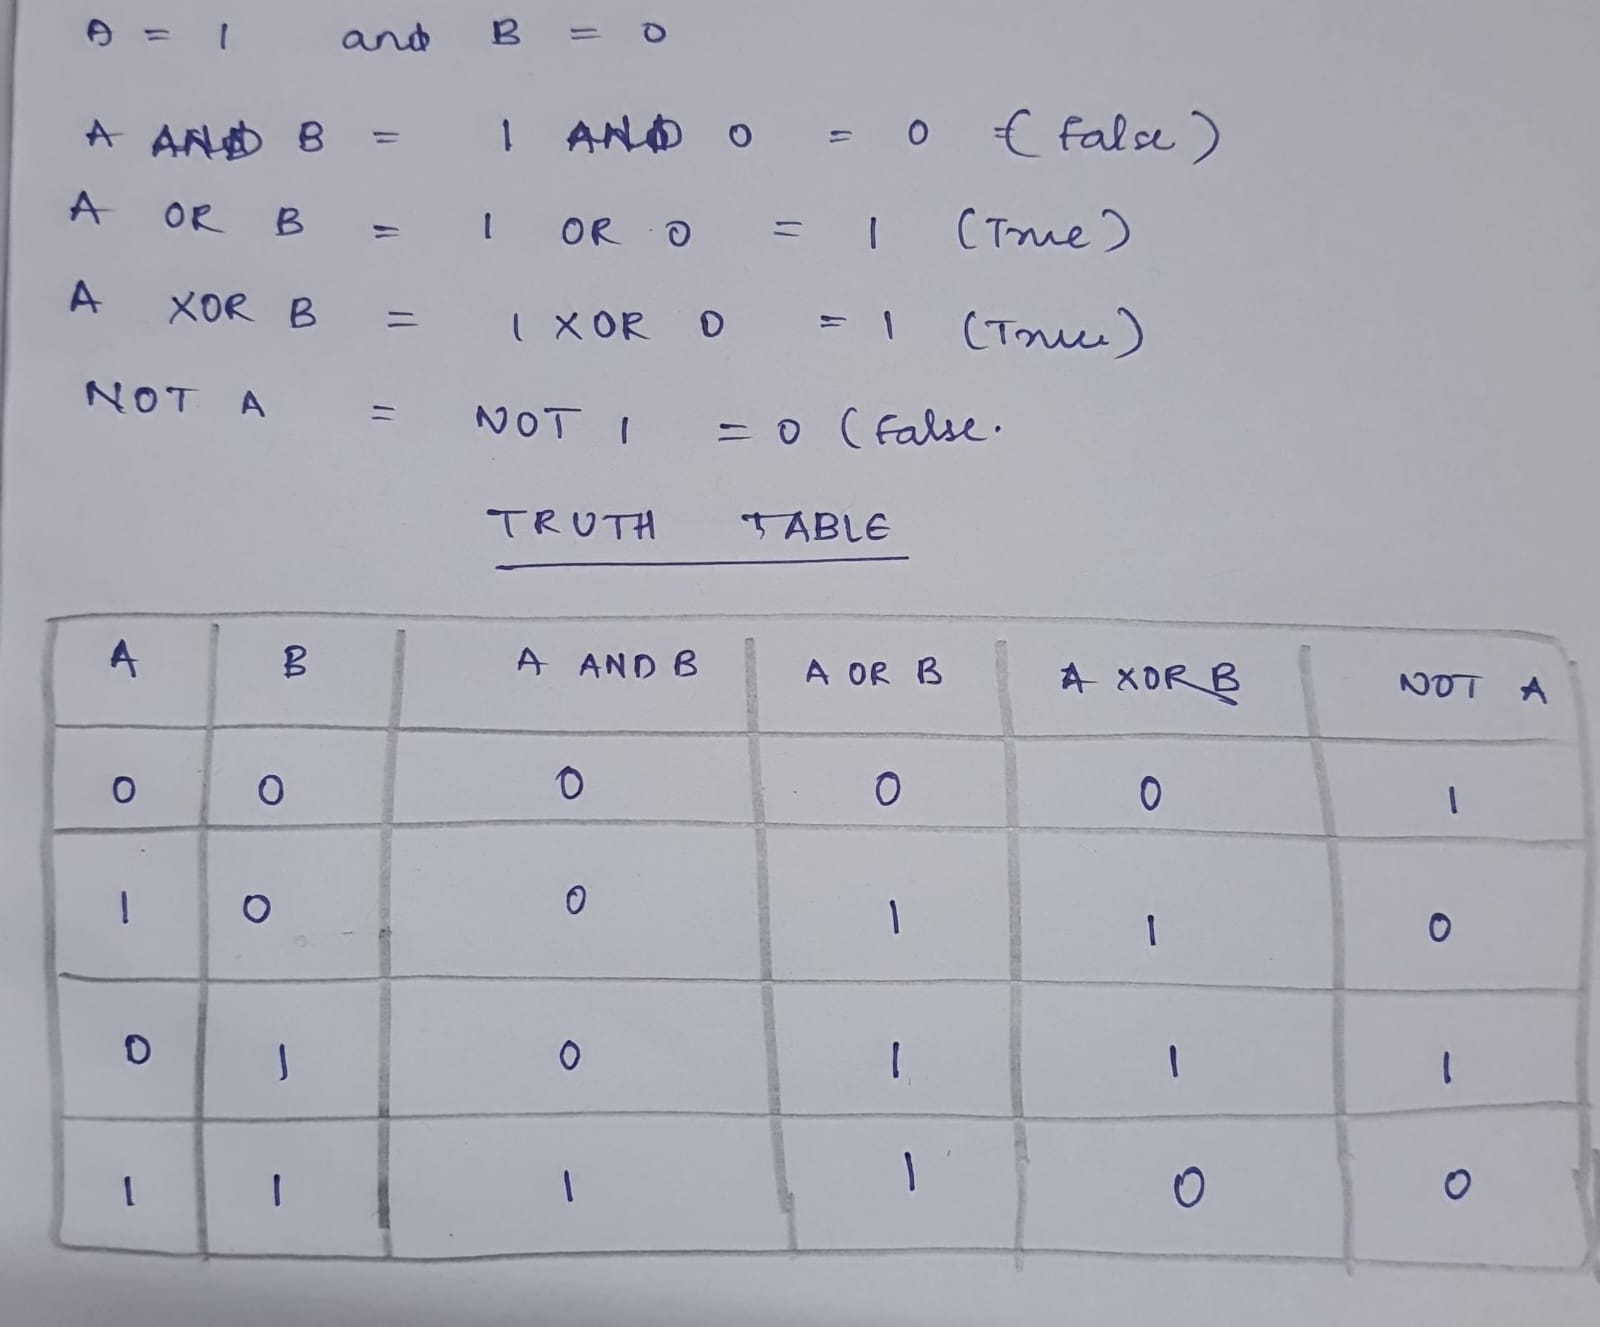 A = 1 and B = 0
A AND B = 1 AND 0 = 0 (False)
A OR B = 1 OR 0 = 1 (True)
A XOR B = 1 XOR 0 = 1 (True)
NOT A = NOT 1 = 0 (False.
TRUTH TABLE
A B A AND B A OR B A XOR B NOT A
0 0 0 0 0 1
1 0 0 1 1 0
0 1 0 1 1 1
1 1 1 1 0 0